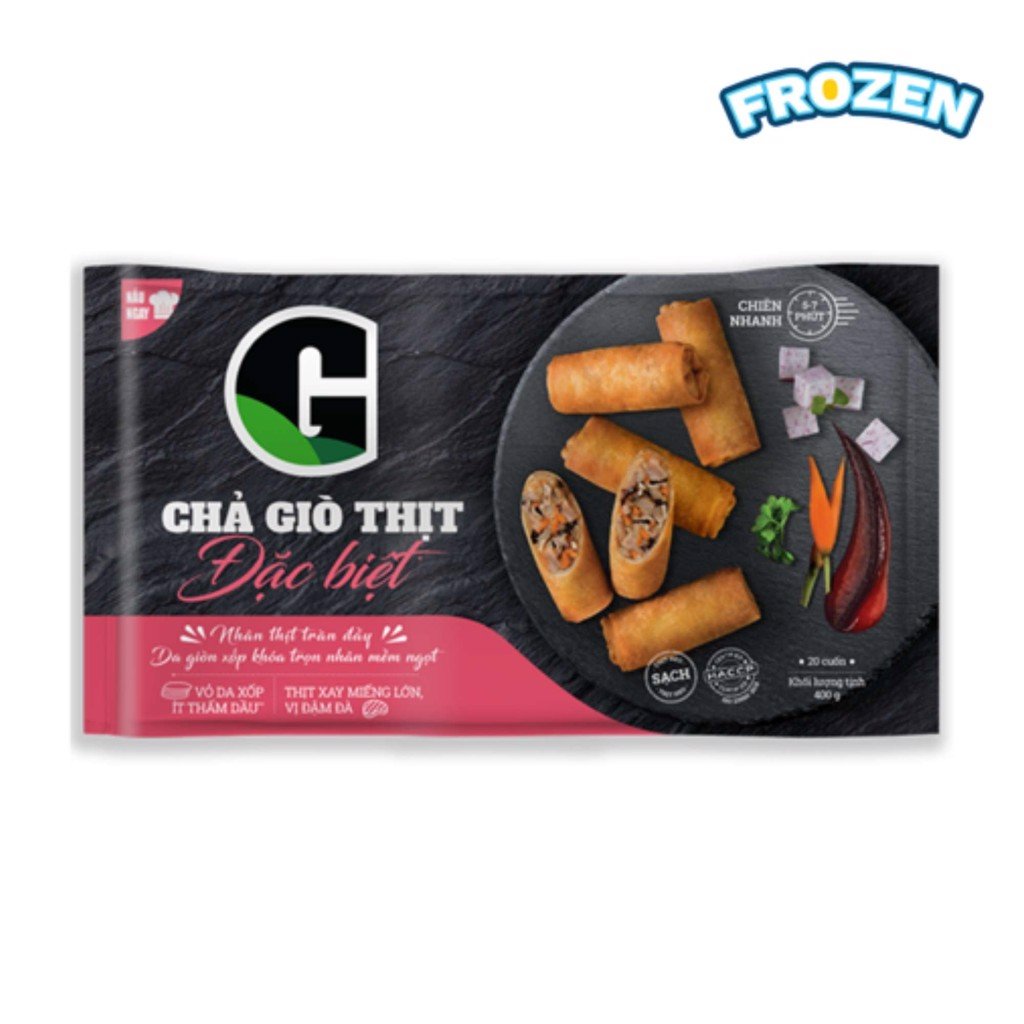 FROZEN
NẤU
NGAY
G
CHIÊN
NHANH
5-7
PHÚT
CHẢ GIÒ THỊT
Đặc biệt
Nhân thịt tràn đầy
Da giòn xốp khóa trọn nhân mềm ngọt
VỎ DA XỐP
ÍT THẤM DẦU
THỊT XAY MIẾNG LỚN,
VỊ ĐẬM ĐÀ
SẠCH
HACCP
• 20 cuốn •
Khối lượng tịnh
400 g